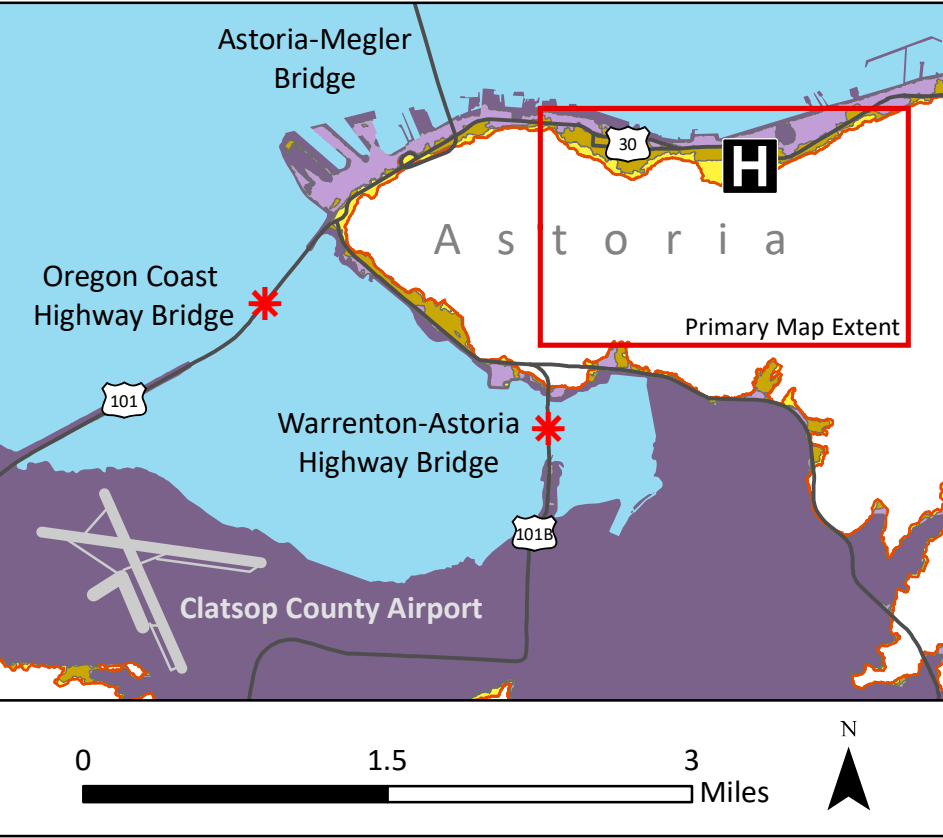 Astoria-Megler
Bridge
30
H
Astoria
Oregon Coast
Highway Bridge
Primary Map Extent
101
Warrenton-Astoria
Highway Bridge
101B
Clatsop County Airport
N
0 1.5 3
Miles